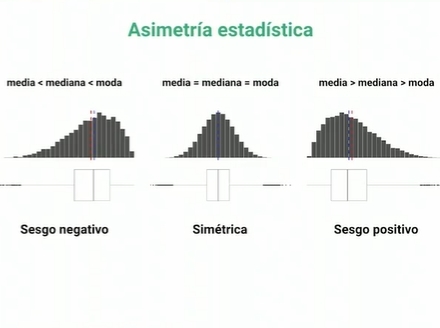 Asimetría estadística
media < mediana < moda
media = mediana = moda
media > mediana > moda
Sesgo negativo
Simétrica
Sesgo positivo